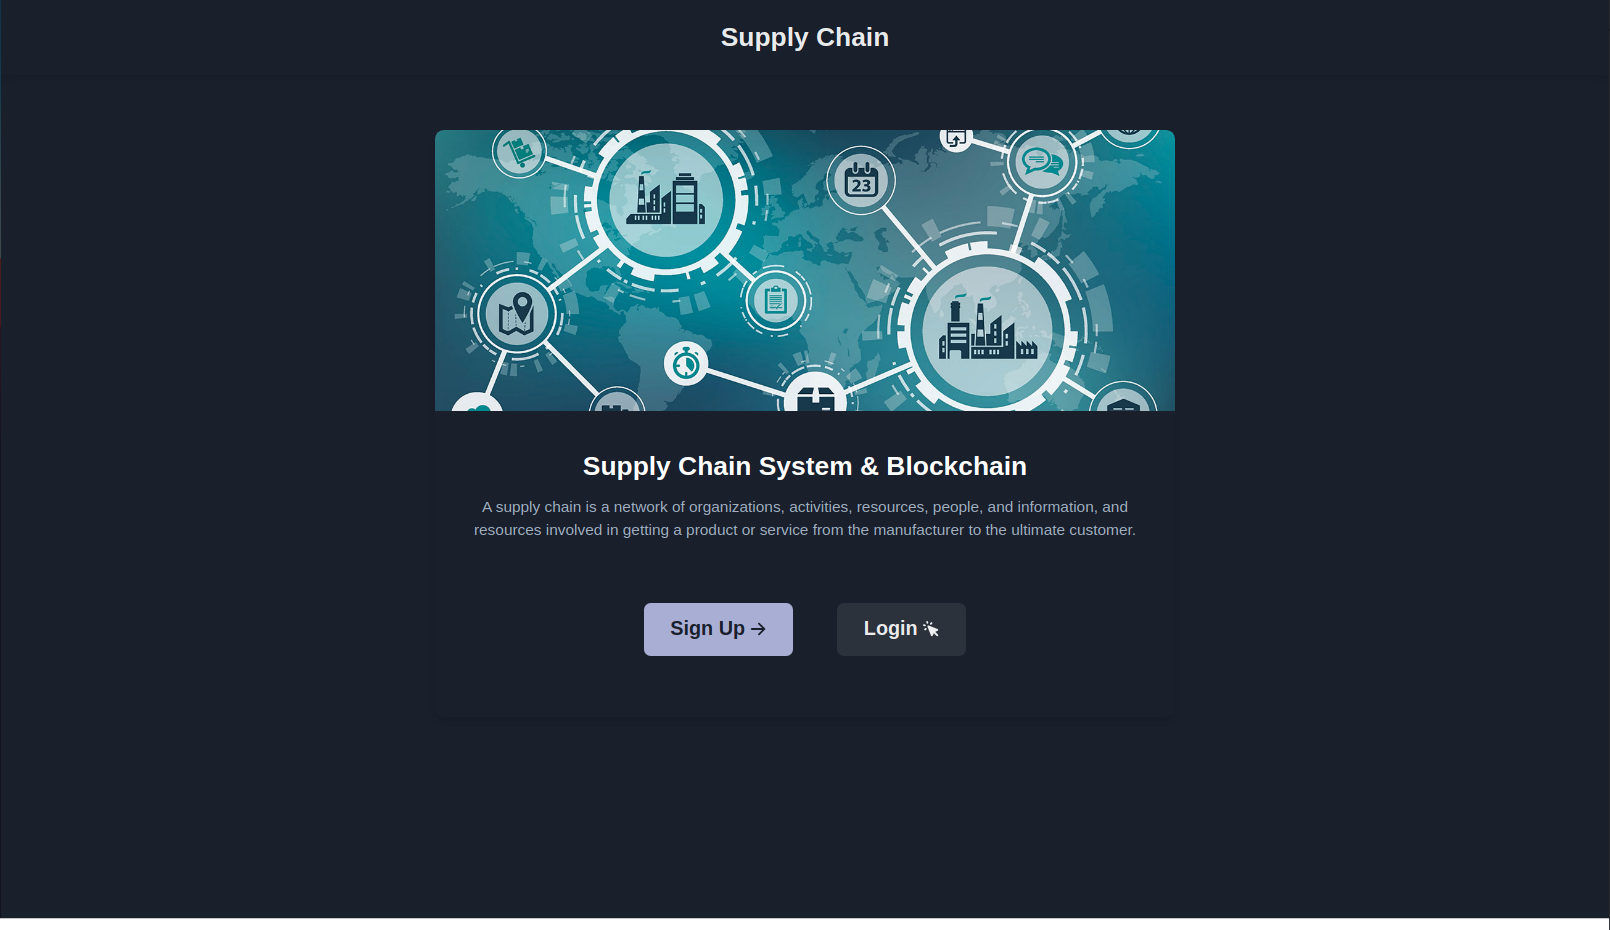 Supply Chain
23
Supply Chain System & Blockchain
A supply chain is a network of organizations, activities, resources, people, and information, and
resources involved in getting a product or service from the manufacturer to the ultimate customer.
Sign Up
Login